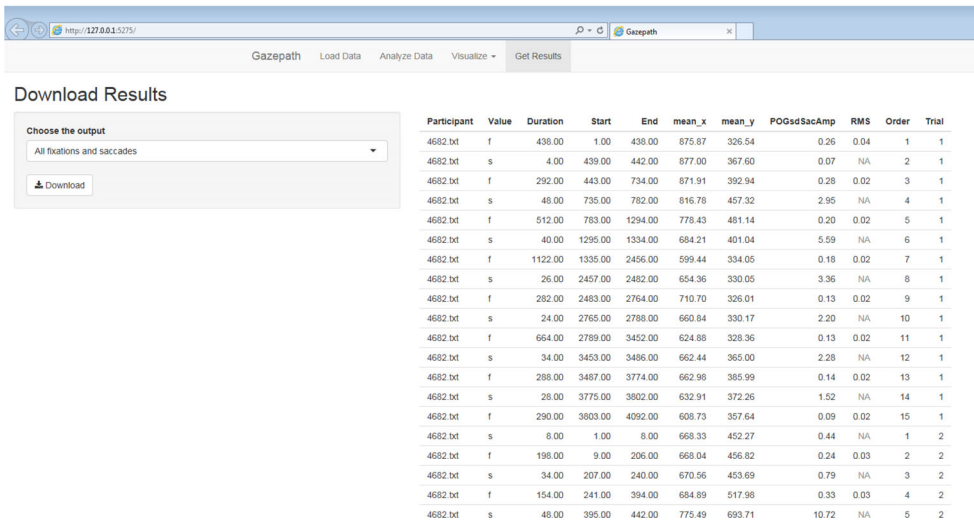 http://127.0.0.1:5275/
Gazepath
Gazepath Load Data Analyze Data Visualize Get Results
Download Results
Choose the output
All fixations and saccades
Download
Participant Value Duration Start End mean_x mean_y POGsdSacAmp RMS Order Trial
4682.txt f 438.00 1.00 438.00 875.87 326.54 0.26 0.04 1 1
4682.txt s 4.00 439.00 442.00 877.00 367.60 0.07 NA 2 1
4682.txt f 292.00 443.00 734.00 871.91 392.94 0.28 0.02 3 1
4682.txt s 48.00 735.00 782.00 816.78 457.32 2.95 NA 4 1
4682.txt f 512.00 783.00 1294.00 778.43 481.14 0.20 0.02 5 1
4682.txt s 40.00 1295.00 1334.00 684.21 401.04 5.59 NA 6 1
4682.txt f 1122.00 1335.00 2456.00 599.44 334.05 0.18 0.02 7 1
4682.txt s 26.00 2457.00 2482.00 654.36 330.05 3.36 NA 8 1
4682.txt f 282.00 2483.00 2764.00 710.70 326.01 0.13 0.02 9 1
4682.txt s 24.00 2765.00 2788.00 660.84 330.17 2.20 NA 10 1
4682.txt f 664.00 2789.00 3452.00 624.88 328.36 0.13 0.02 11 1
4682.txt s 34.00 3453.00 3486.00 662.44 365.00 2.28 NA 12 1
4682.txt f 288.00 3487.00 3774.00 662.98 385.99 0.14 0.02 13 1
4682.txt s 28.00 3775.00 3802.00 632.91 372.26 1.52 NA 14 1
4682.txt f 290.00 3803.00 4092.00 608.73 357.64 0.09 0.02 15 1
4682.txt s 8.00 1.00 8.00 668.33 452.27 0.44 NA 1 2
4682.txt f 198.00 9.00 206.00 668.04 456.82 0.24 0.03 2 2
4682.txt s 34.00 207.00 240.00 670.56 453.69 0.79 NA 3 2
4682.txt f 154.00 241.00 394.00 684.89 517.98 0.33 0.03 4 2
4682.txt s 48.00 395.00 442.00 775.49 693.71 10.72 NA 5 2